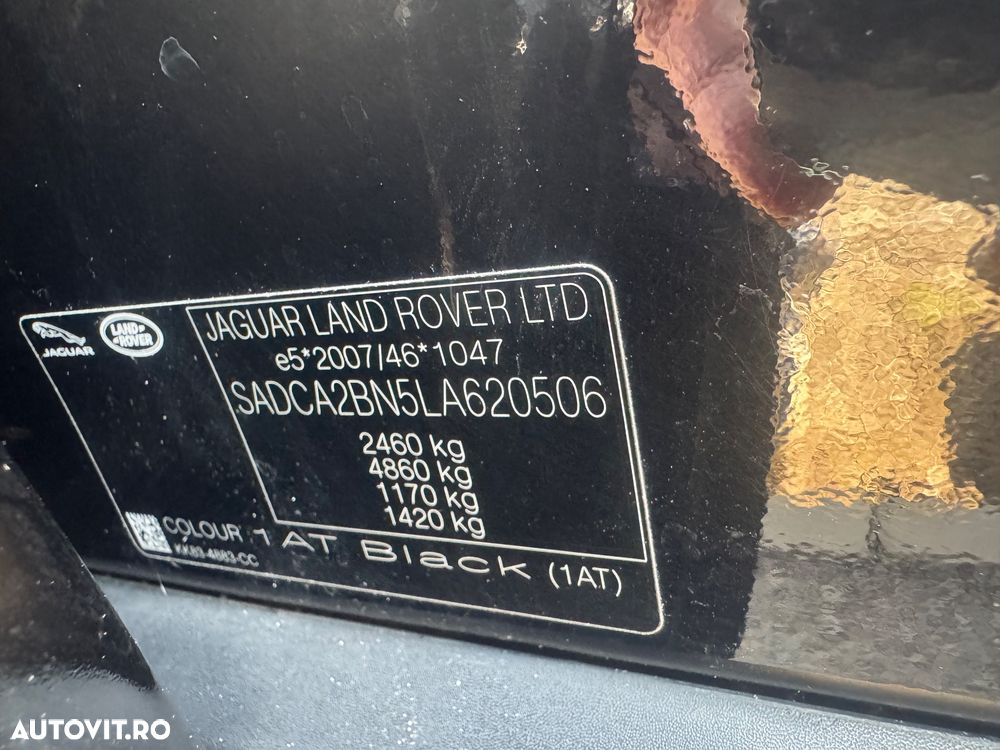 JAGUAR
LAND ROVER
JAGUAR LAND ROVER LTD
e5*2007/46*1047
SADCA2BN5LA620506
2460 kg
4860 kg
1170 kg
1420 kg
COLOUR 1AT Black (1AT)
AUTOVIT.RO